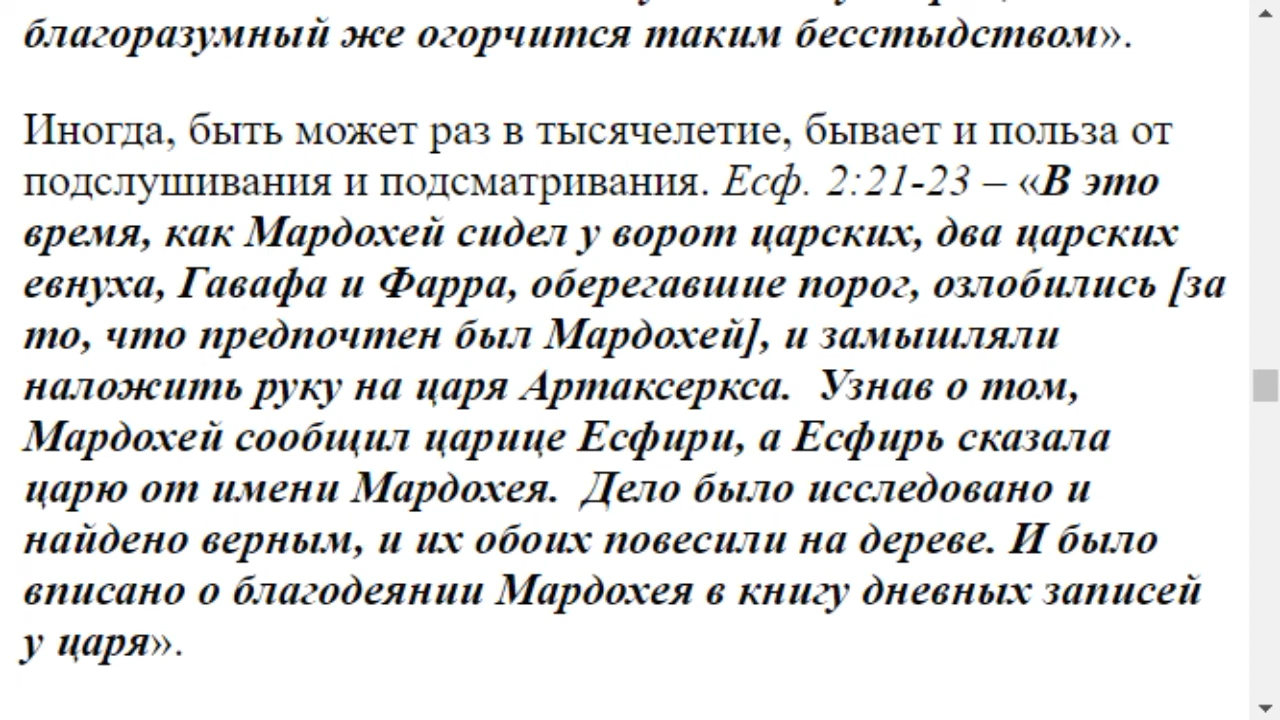 благоразумный же огорчится таким бесстыдством».
Иногда, быть может раз в тысячелетие, бывает и польза от
подслушивания и подсматривания. Есф. 2:21-23 – «В это
время, как Мардохей сидел у ворот царских, два царских
евнуха, Гавафа и Фарра, оберегавшие порог, озлобились [за
то, что предпочтен был Мардохей], и замышляли
наложить руку на царя Артаксеркса.  Узнав о том,
Мардохей сообщил царице Есфири, а Есфирь сказала
царю от имени Мардохея.  Дело было исследовано и
найдено верным, и их обоих повесили на дереве. И было
вписано о благодеянии Мардохея в книгу дневных записей
у царя».